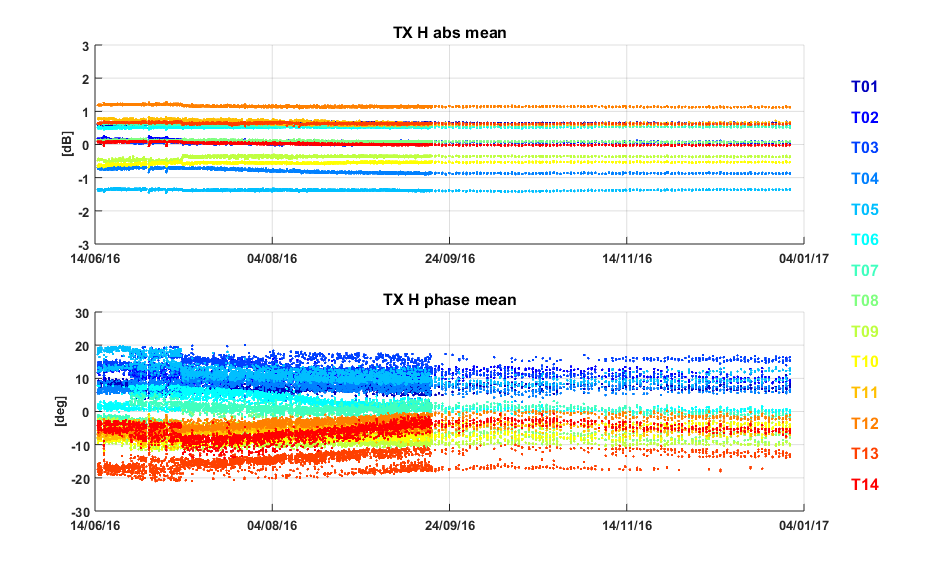 TX H abs mean
3
2
1
0
-1
-2
-3
[dB]
14/06/16 04/08/16 24/09/16 14/11/16 04/01/17
TX H phase mean
30
20
10
0
-10
-20
-30
[deg]
14/06/16 04/08/16 24/09/16 14/11/16 04/01/17
T01
T02
T03
T04
T05
T06
T07
T08
T09
T10
T11
T12
T13
T14